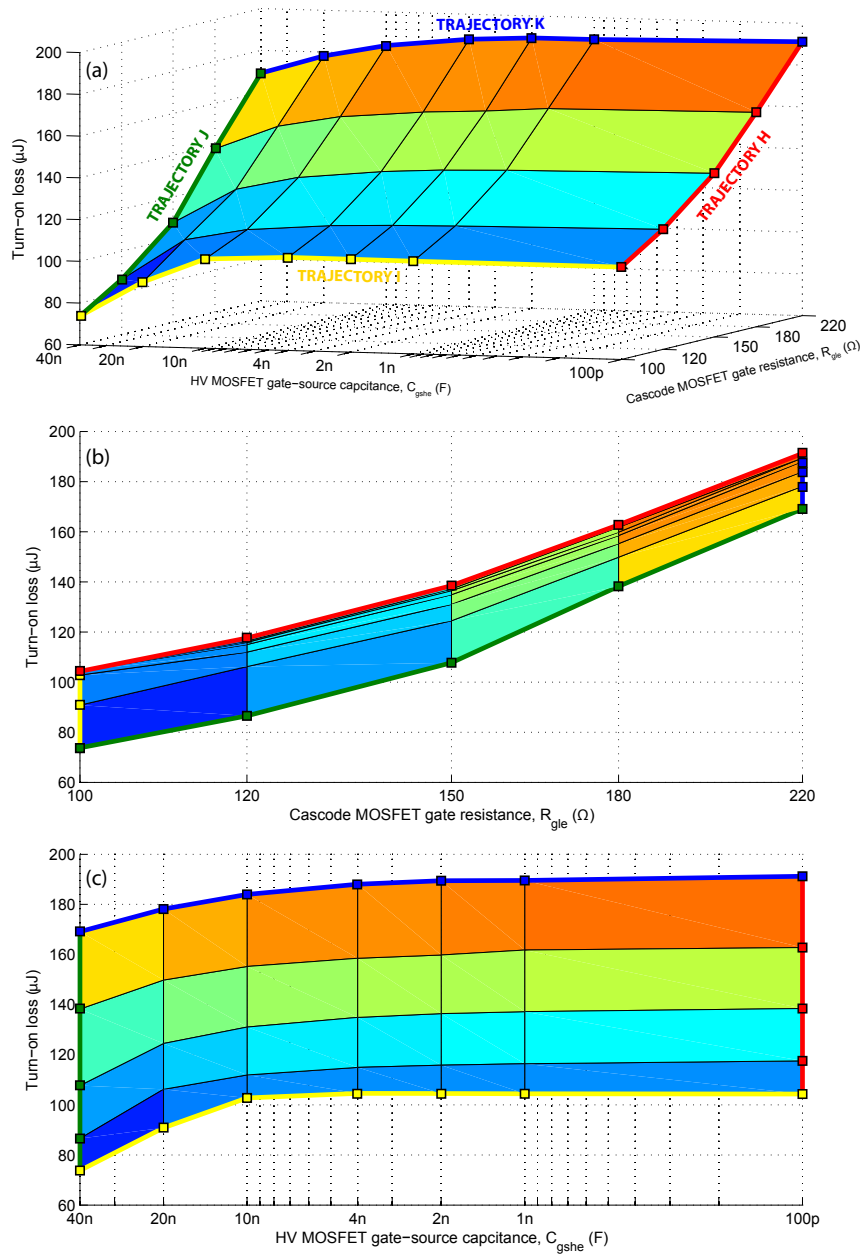 (a)
TRAJECTORY K
TRAJECTORY J
TRAJECTORY H
TRAJECTORY I
Turn−on loss (µJ)
200
180
160
140
120
100
80
60
40n
20n
10n
4n
2n
1n
100p
HV MOSFET gate−source capcitance, Cgshe (F)
100
120
150
180
220
Cascode MOSFET gate resistance, Rgle (Ω)
(b)
Turn−on loss (µJ)
200
180
160
140
120
100
80
60
100
120
150
180
220
Cascode MOSFET gate resistance, Rgle (Ω)
(c)
Turn−on loss (µJ)
200
180
160
140
120
100
80
60
40n
20n
10n
4n
2n
1n
100p
HV MOSFET gate−source capcitance, Cgshe (F)